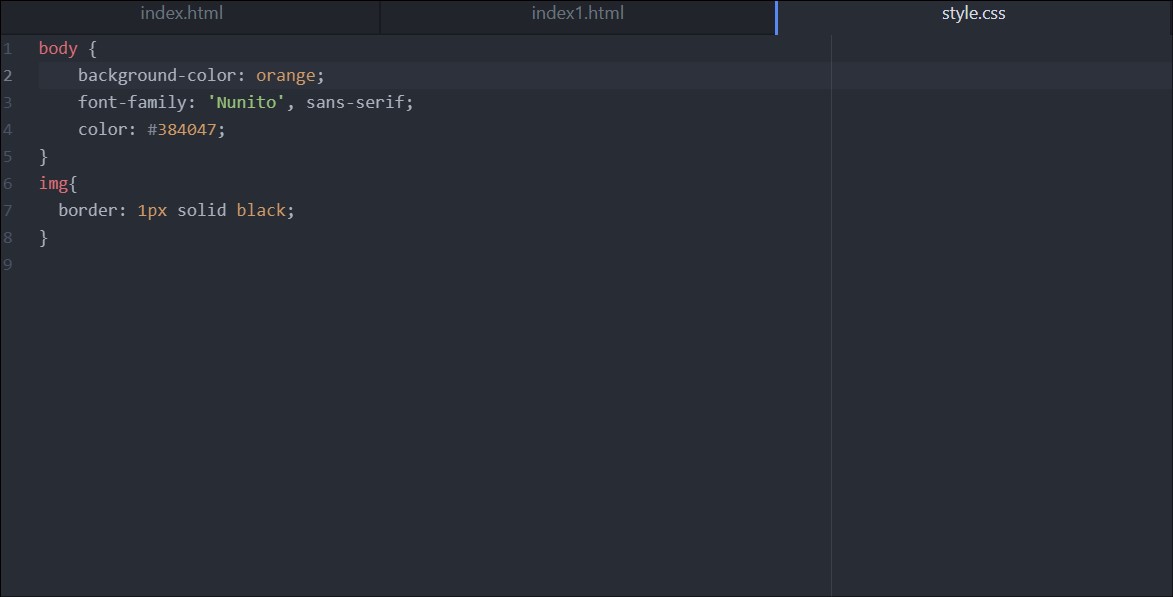 index.html index1.html style.css
1 body {
2     background-color: orange;
3     font-family: 'Nunito', sans-serif;
4     color: #384047;
5 }
6 img{
7   border: 1px solid black;
8 }
9